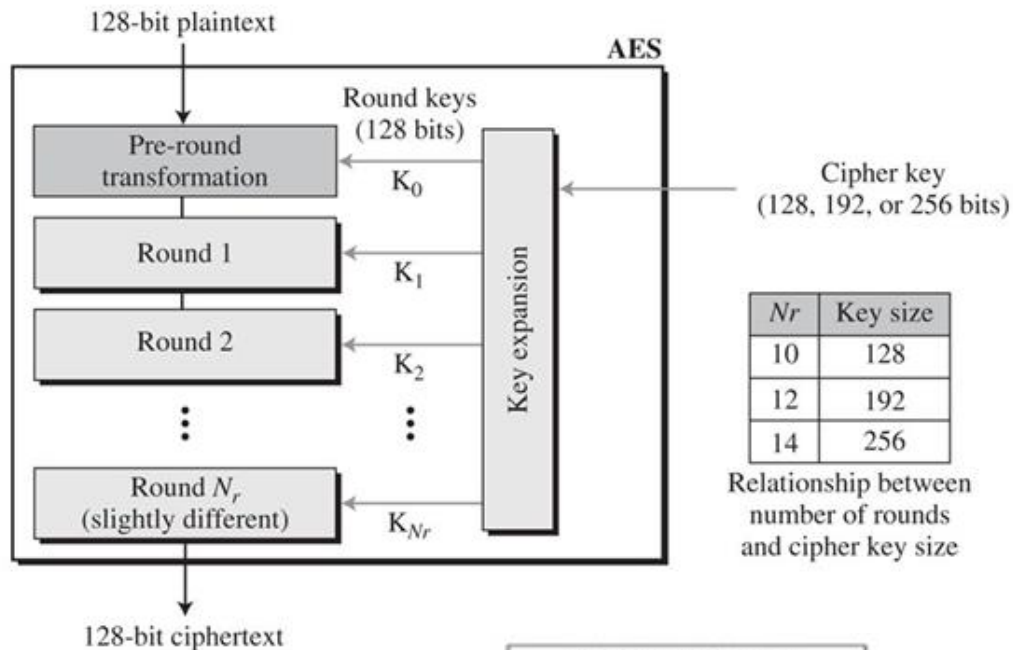 128-bit plaintext
AES
Round keys
(128 bits)
Pre-round
transformation
K0
Cipher key
(128, 192, or 256 bits)
Round 1
K1
Round 2
K2
Key expansion
Round Nr
(slightly different)
KNr
Nr Key size
10 128
12 192
14 256
Relationship between
number of rounds
and cipher key size
128-bit ciphertext